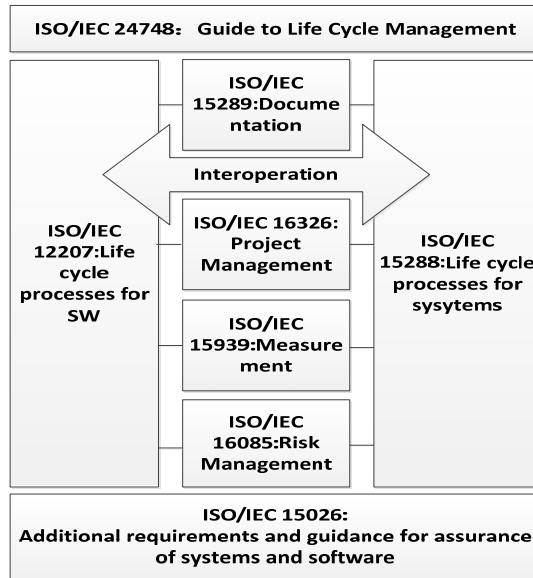 ISO/IEC 24748： Guide to Life Cycle Management
ISO/IEC
15289:Docume
ntation
Interoperation
ISO/IEC
12207:Life
cycle
processes for
SW
ISO/IEC 16326:
Project
Management
ISO/IEC
15288:Life cycle
processes for
sysytems
ISO/IEC
15939:Measure
ment
ISO/IEC
16085:Risk
Management
ISO/IEC 15026:
Additional requirements and guidance for assurance
of systems and software